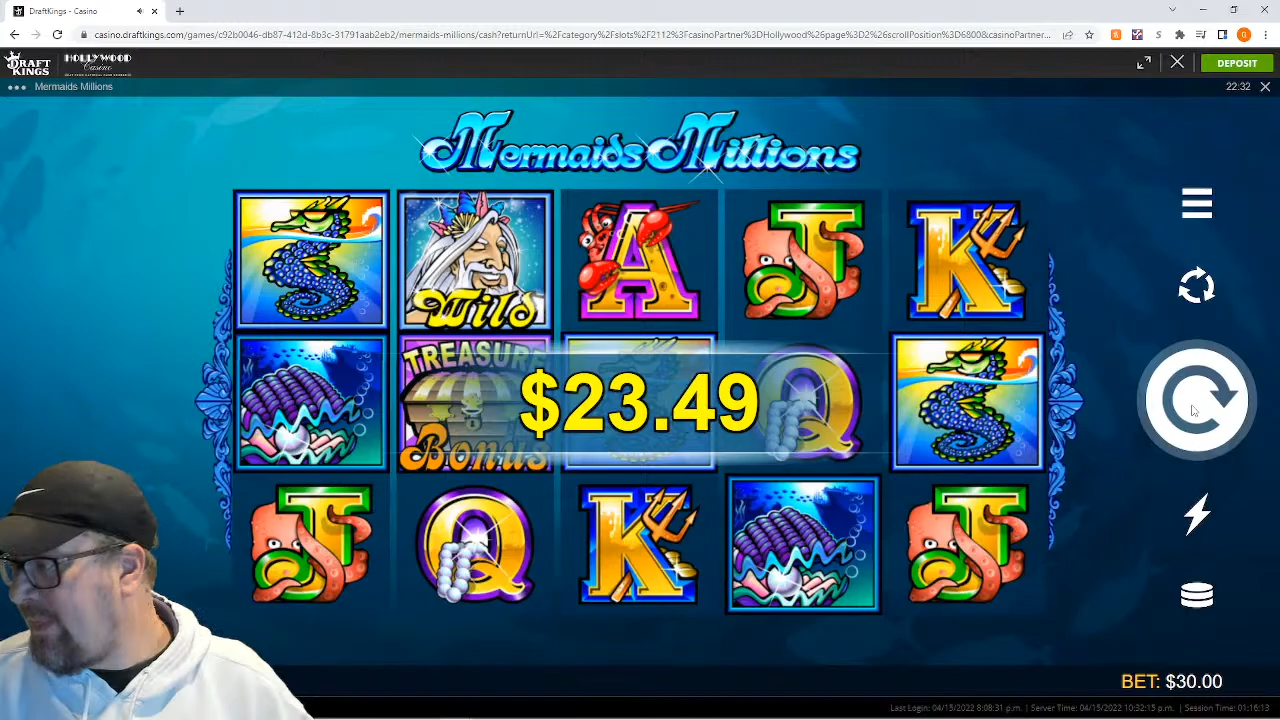 DraftKings - Casino
casino.draftkings.com/games/c92b0046-db87-412d-8b3c-31791aab2eb2/mermaids-millions/cash?returnUrl=%2Fcategory%2Fslots%2F2112%3FcasinoPartner%3DHollywood%26page%3D2%26scrollPosition%3D6800&casinoPartner...
DRAFT KINGS
HOLLYWOOD
Casino
DEPOSIT
Mermaids Millions
22:32
Mermaids Millions
Wild
A
J
K
TREASURE
Bonus
$23.49
Q
J
Q
K
J
BET: $30.00
Last Login: 04/15/2022 8:08:31 p.m. | Server Time: 04/15/2022 10:32:15 p.m. | Session Time: 01:16:13